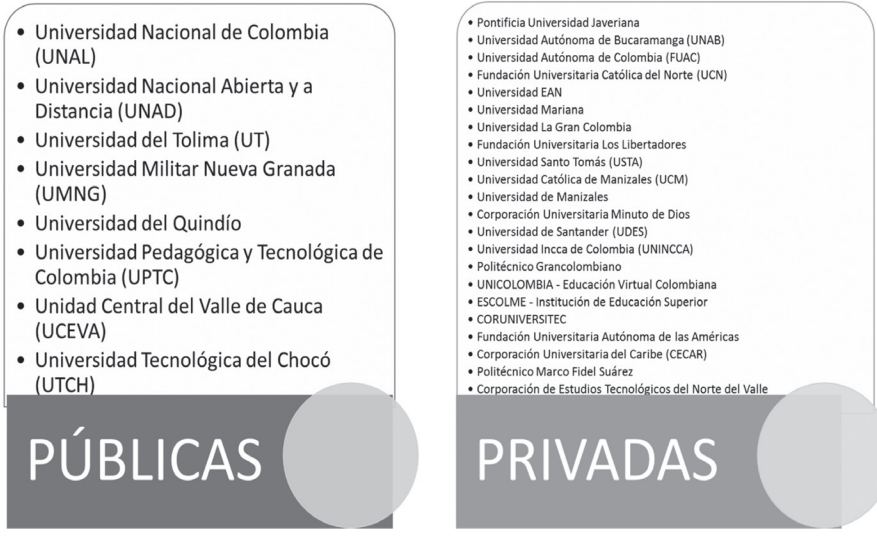 • Universidad Nacional de Colombia
(UNAL)
• Universidad Nacional Abierta y a
Distancia (UNAD)
• Universidad del Tolima (UT)
• Universidad Militar Nueva Granada
(UMNG)
• Universidad del Quindío
• Universidad Pedagógica y Tecnológica de
Colombia (UPTC)
• Unidad Central del Valle de Cauca
(UCEVA)
• Universidad Tecnológica del Chocó
(UTCH)
PÚBLICAS
• Pontificia Universidad Javeriana
• Universidad Autónoma de Bucaramanga (UNAB)
• Universidad Autónoma de Colombia (FUAC)
• Fundación Universitaria Católica del Norte (UCN)
• Universidad EAN
• Universidad Mariana
• Universidad La Gran Colombia
• Fundación Universitaria Los Libertadores
• Universidad Santo Tomás (USTA)
• Universidad Católica de Manizales (UCM)
• Universidad de Manizales
• Corporación Universitaria Minuto de Dios
• Universidad de Santander (UDES)
• Universidad Incca de Colombia (UNINCCA)
• Politécnico Grancolombiano
• UNICOLOMBIA - Educación Virtual Colombiana
• ESCOLME - Institución de Educación Superior
• CORUNIVERSITEC
• Fundación Universitaria Autónoma de las Américas
• Corporación Universitaria del Caribe (CECAR)
• Politécnico Marco Fidel Suárez
• Corporación de Estudios Tecnológicos del Norte del Valle
PRIVADAS